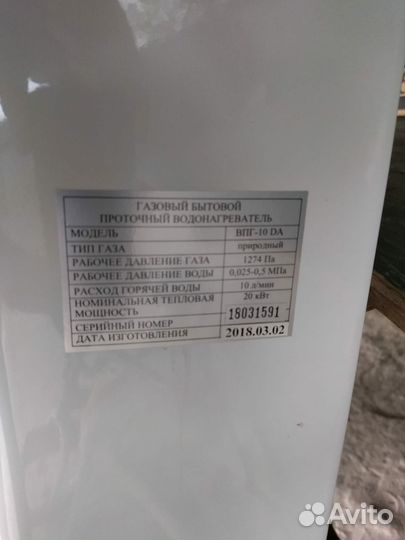 ГАЗОВЫЙ БЫТОВОЙ
ПРОТОЧНЫЙ ВОДОНАГРЕВАТЕЛЬ
МОДЕЛЬ ВПГ-10 DA
ТИП ГАЗА природный
РАБОЧЕЕ ДАВЛЕНИЕ ГАЗА 1274 Па
РАБОЧЕЕ ДАВЛЕНИЕ ВОДЫ 0,025-0,5 МПа
РАСХОД ГОРЯЧЕЙ ВОДЫ 10 л/мин
НОМИНАЛЬНАЯ ТЕПЛОВАЯ 20 кВт
МОЩНОСТЬ
СЕРИЙНЫЙ НОМЕР 18031591
ДАТА ИЗГОТОВЛЕНИЯ 2018.03.02
Avito